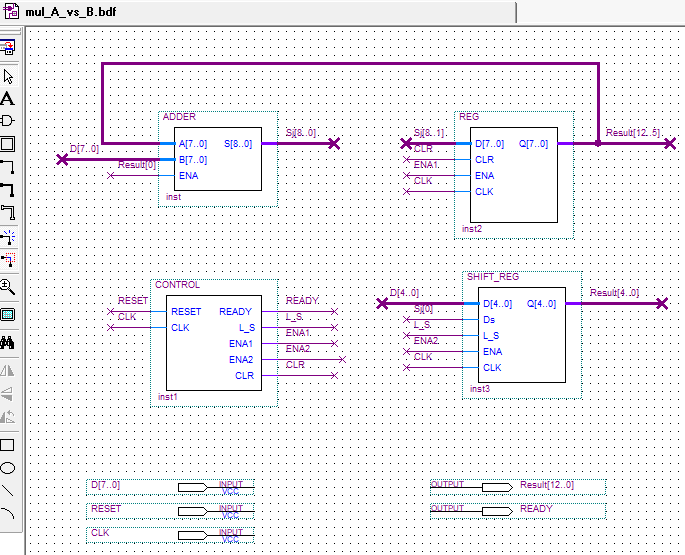 mul_A_vs_B.bdf
ADDER
A[7..0] S[8..0]
B[7..0]
ENA
inst
D[7..0]
Result[0]
Sj[8..0]
REG
D[7..0] Q[7..0]
CLR
ENA
CLK
inst2
Sj[8..1]
CLR
ENA1
CLK
Result[12..5]
CONTROL
RESET READY
CLK L_S
ENA1
ENA2
CLR
inst1
RESET
CLK
READY
L_S
ENA1
ENA2
CLR
SHIFT_REG
D[4..0] Q[4..0]
Ds
L_S
ENA
CLK
inst3
D[4..0]
Sj[0]
L_S
ENA2
CLK
Result[4..0]
D[7..0] INPUT
VCC
RESET INPUT
VCC
CLK INPUT
VCC
OUTPUT Result[12..0]
OUTPUT READY